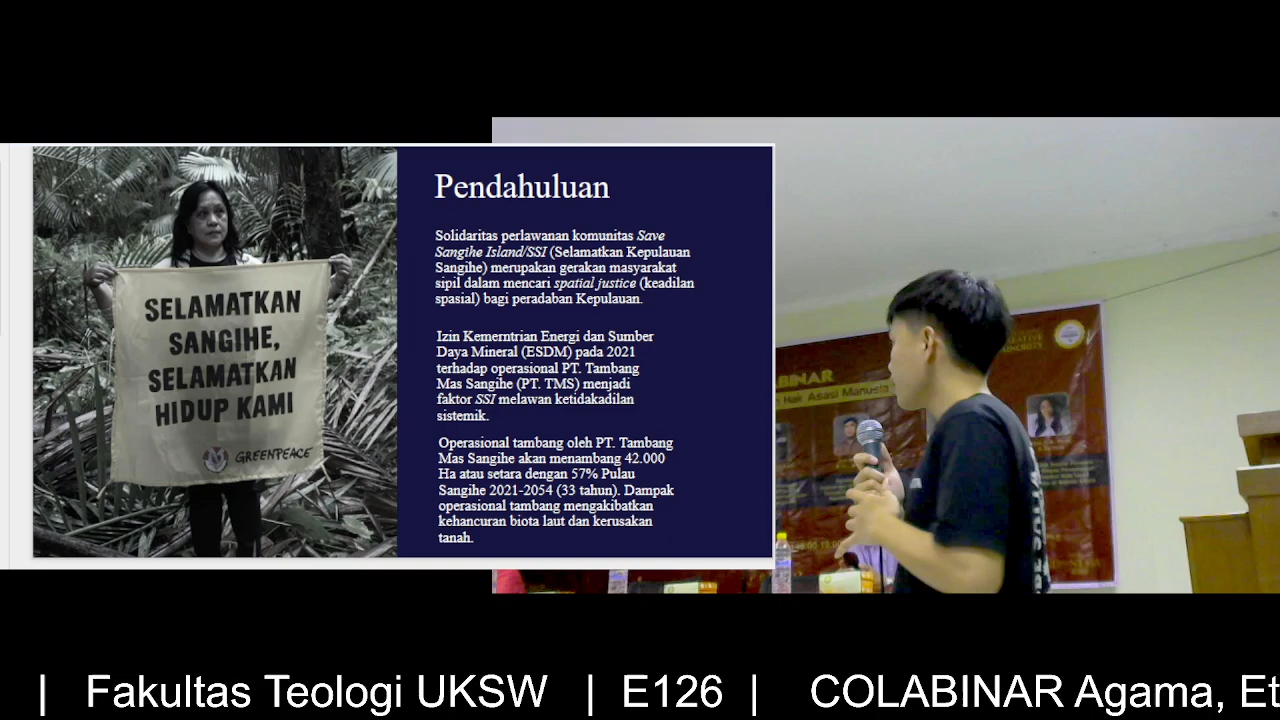 SELAMATKAN
SANGIHE,
SELAMATKAN
HIDUP KAMI
GREENPEACE
Pendahuluan
Solidaritas perlawanan komunitas Save
Sangihe Island/SSI (Selamatkan Kepulauan
Sangihe) merupakan gerakan masyarakat
sipil dalam mencari spatial justice (keadilan
spasial) bagi peradaban Kepulauan.
Izin Kemerntrian Energi dan Sumber
Daya Mineral (ESDM) pada 2021
terhadap operasional PT. Tambang
Mas Sangihe (PT. TMS) menjadi
faktor SSI melawan ketidakadilan
sistemik.
Operasional tambang oleh PT. Tambang
Mas Sangihe akan menambang 42.000
Ha atau setara dengan 57% Pulau
Sangihe 2021-2054 (33 tahun). Dampak
operasional tambang mengakibatkan
kehancuran biota laut dan kerusakan
tanah.
Hak Asasi Manusia
| Fakultas Teologi UKSW | E126 | COLABINAR Agama, Et